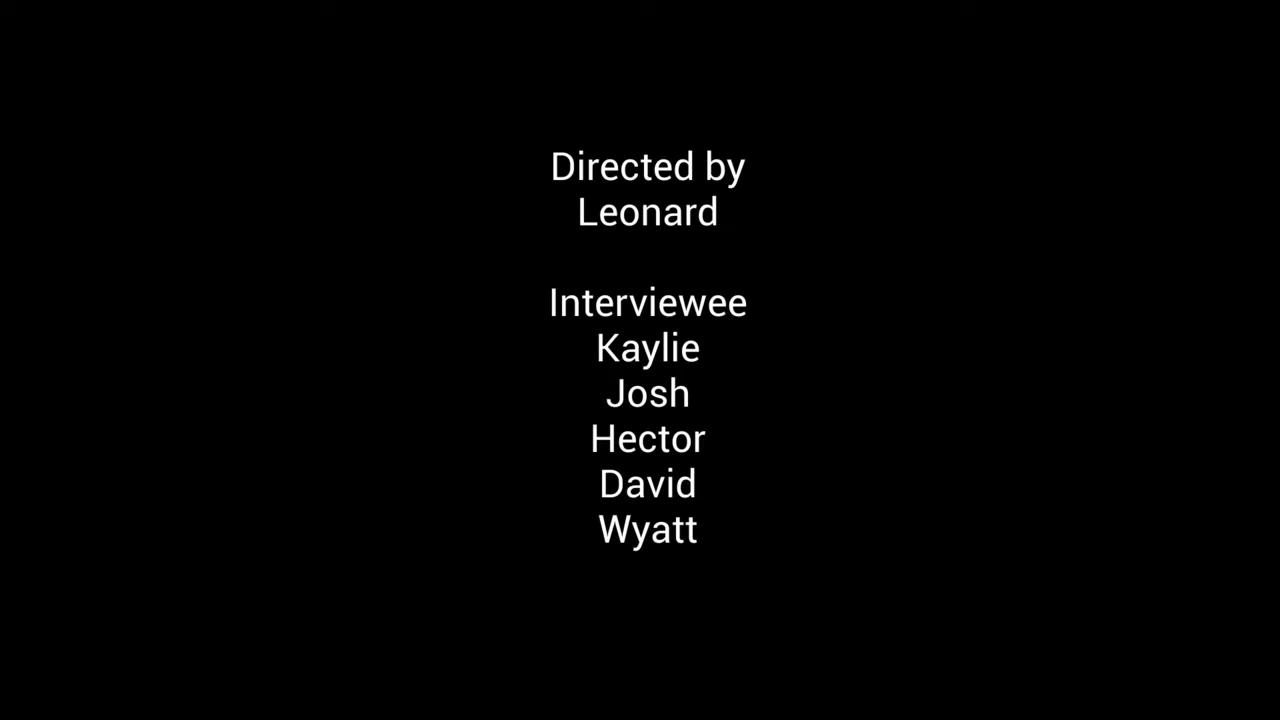 Directed by
Leonard
Interviewee
Kaylie
Josh
Hector
David
Wyatt